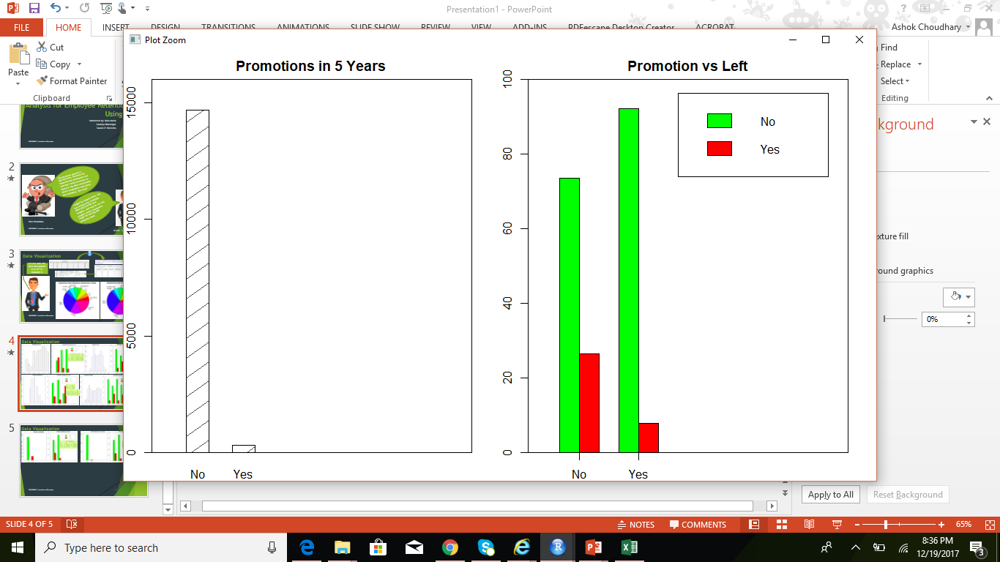 Presentation1 - PowerPoint
FILE
HOME
INSERT
DESIGN
TRANSITIONS
ANIMATIONS
SLIDE SHOW
REVIEW
VIEW
ADD-INS
PDFescape Desktop Creator
ACROBAT
Ashok Choudhary
Paste
Cut
Copy
Format Painter
Clipboard
Find
Replace
Select
Editing
Plot Zoom
Promotions in 5 Years
0
5000
10000
15000
No
Yes
Promotion vs Left
0
20
40
60
80
100
No
Yes
No
Yes
Analysis for Employee Retenti
Using
2
3
Data Visualization
4
Data Visualization
5
Data Visualization
kground
xture fill
ound graphics
0%
Apply to All
Reset Background
SLIDE 4 OF 5
NOTES
COMMENTS
65%
Type here to search
8:36 PM
12/19/2017
3